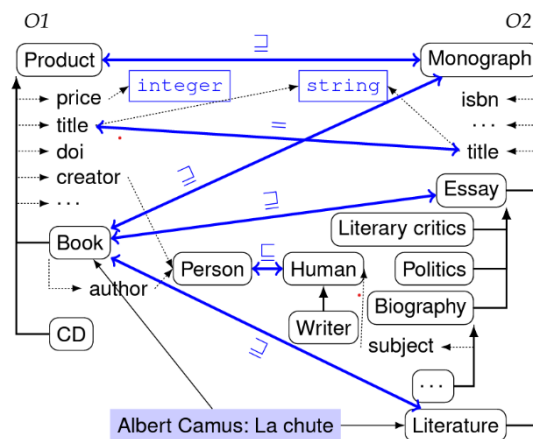 O1
O2
Product
⊒
Monograph
price
integer
string
isbn
title
=
· · ·
doi
title
creator
⊒
⊒
Essay
· · ·
Literary critics
Book
Person
⊑
Human
Politics
author
Biography
Writer
subject
CD
⊒
· · ·
Albert Camus: La chute
Literature